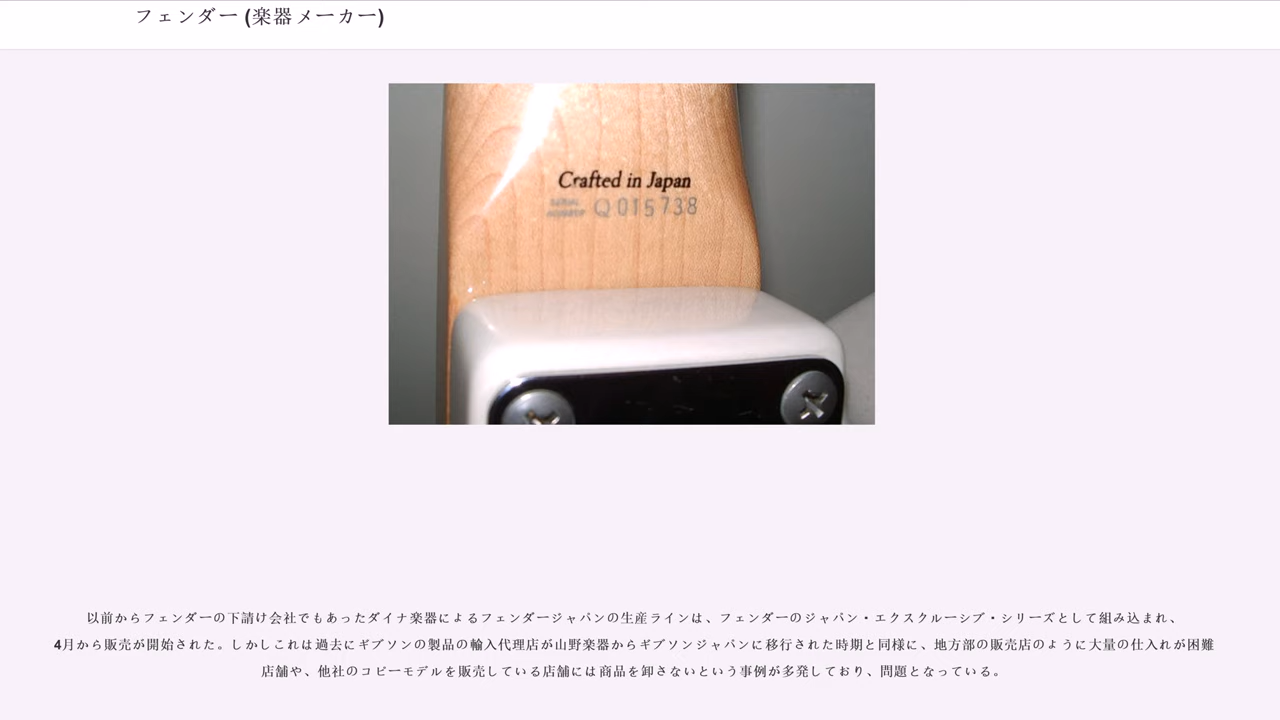 フェンダー (楽器メーカー)
Crafted in Japan
SERIAL
NUMBER Q015738
以前からフェンダーの下請け会社でもあったダイナ楽器によるフェンダージャパンの生産ラインは、フェンダーのジャパン・エクスクルーシブ・シリーズとして組み込まれ、
4月から販売が開始された。しかしこれは過去にギブソンの製品の輸入代理店が山野楽器からギブソンジャパンに移行された時期と同様に、地方部の販売店のように大量の仕入れが困難
店舗や、他社のコピーモデルを販売している店舗には商品を卸さないという事例が多発しており、問題となっている。